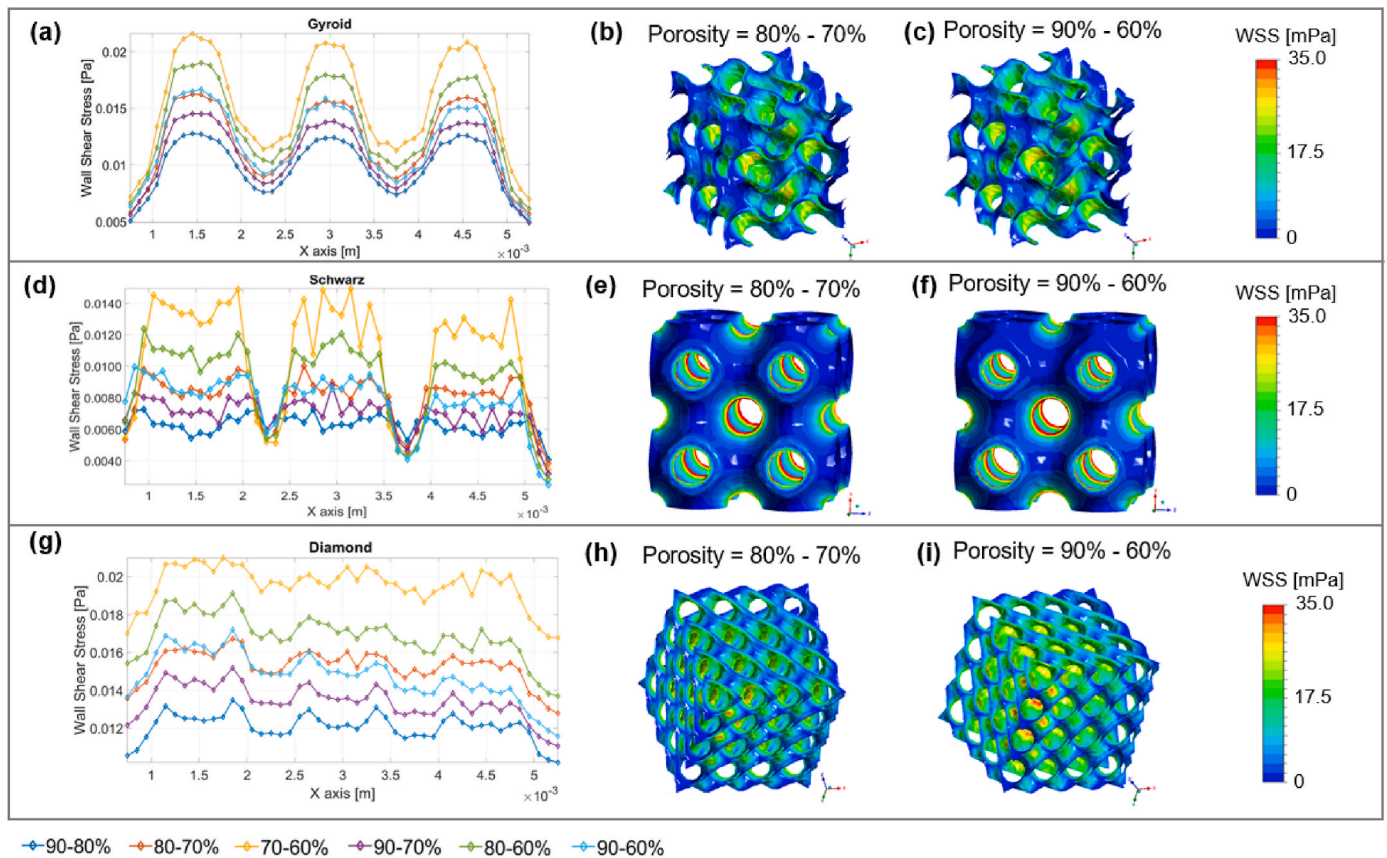 (a)
Gyroid
Wall Shear Stress [Pa]
0.02
0.015
0.01
0.005
1 1.5 2 2.5 3 3.5 4 4.5 5
X axis [m]
×10⁻³
(b)
Porosity = 80% - 70%
(c)
Porosity = 90% - 60%
WSS [mPa]
35.0
17.5
0
(d)
Schwarz
Wall Shear Stress [Pa]
0.0140
0.0120
0.0100
0.0080
0.0060
0.0040
1 1.5 2 2.5 3 3.5 4 4.5 5
X axis [m]
×10⁻³
(e)
Porosity = 80% - 70%
(f)
Porosity = 90% - 60%
WSS [mPa]
35.0
17.5
0
(g)
Diamond
Wall Shear Stress [Pa]
0.02
0.018
0.016
0.014
0.012
1 1.5 2 2.5 3 3.5 4 4.5 5
X axis [m]
×10⁻³
(h)
Porosity = 80% - 70%
(i)
Porosity = 90% - 60%
WSS [mPa]
35.0
17.5
0
90-80% 80-70% 70-60% 90-70% 80-60% 90-60%